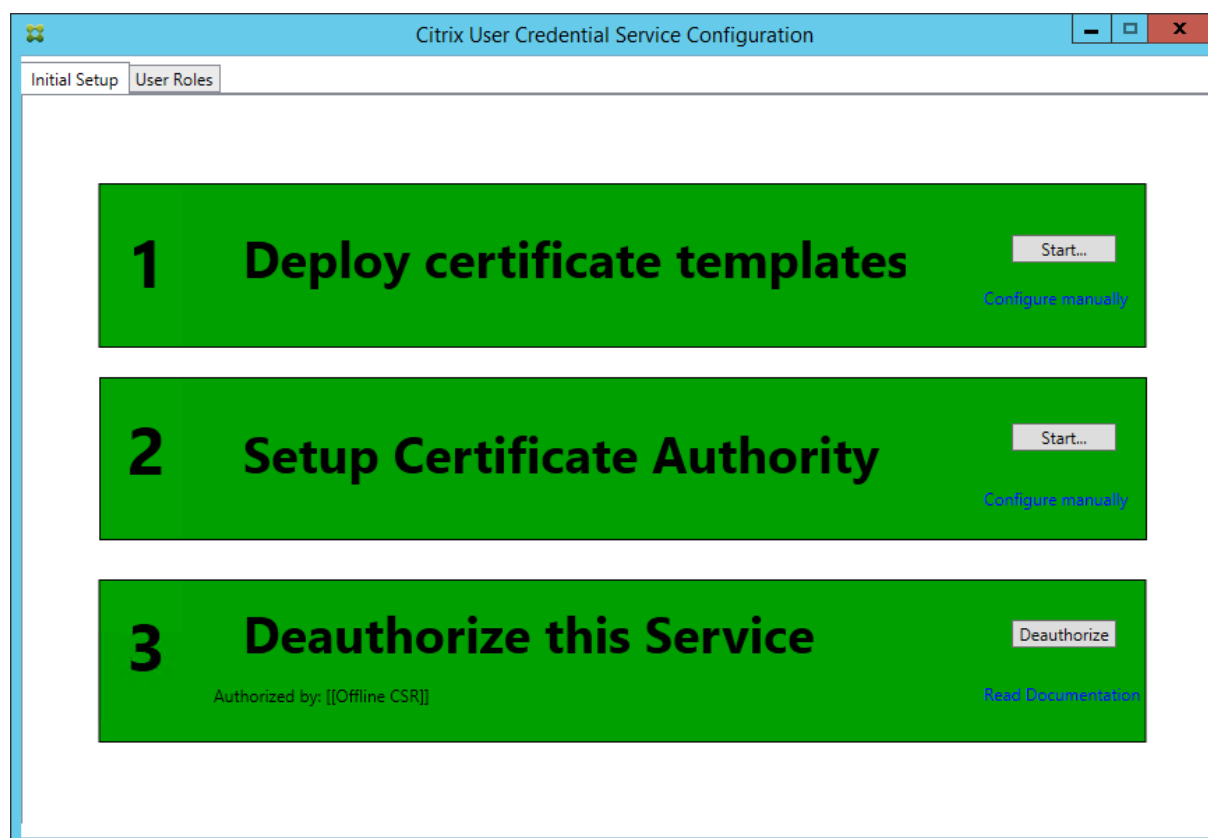 Citrix User Credential Service Configuration
Initial Setup
User Roles
1
Deploy certificate templates
Start...
Configure manually
2
Setup Certificate Authority
Start...
Configure manually
3
Deauthorize this Service
Deauthorize
Authorized by: [[Offline CSR]]
Read Documentation